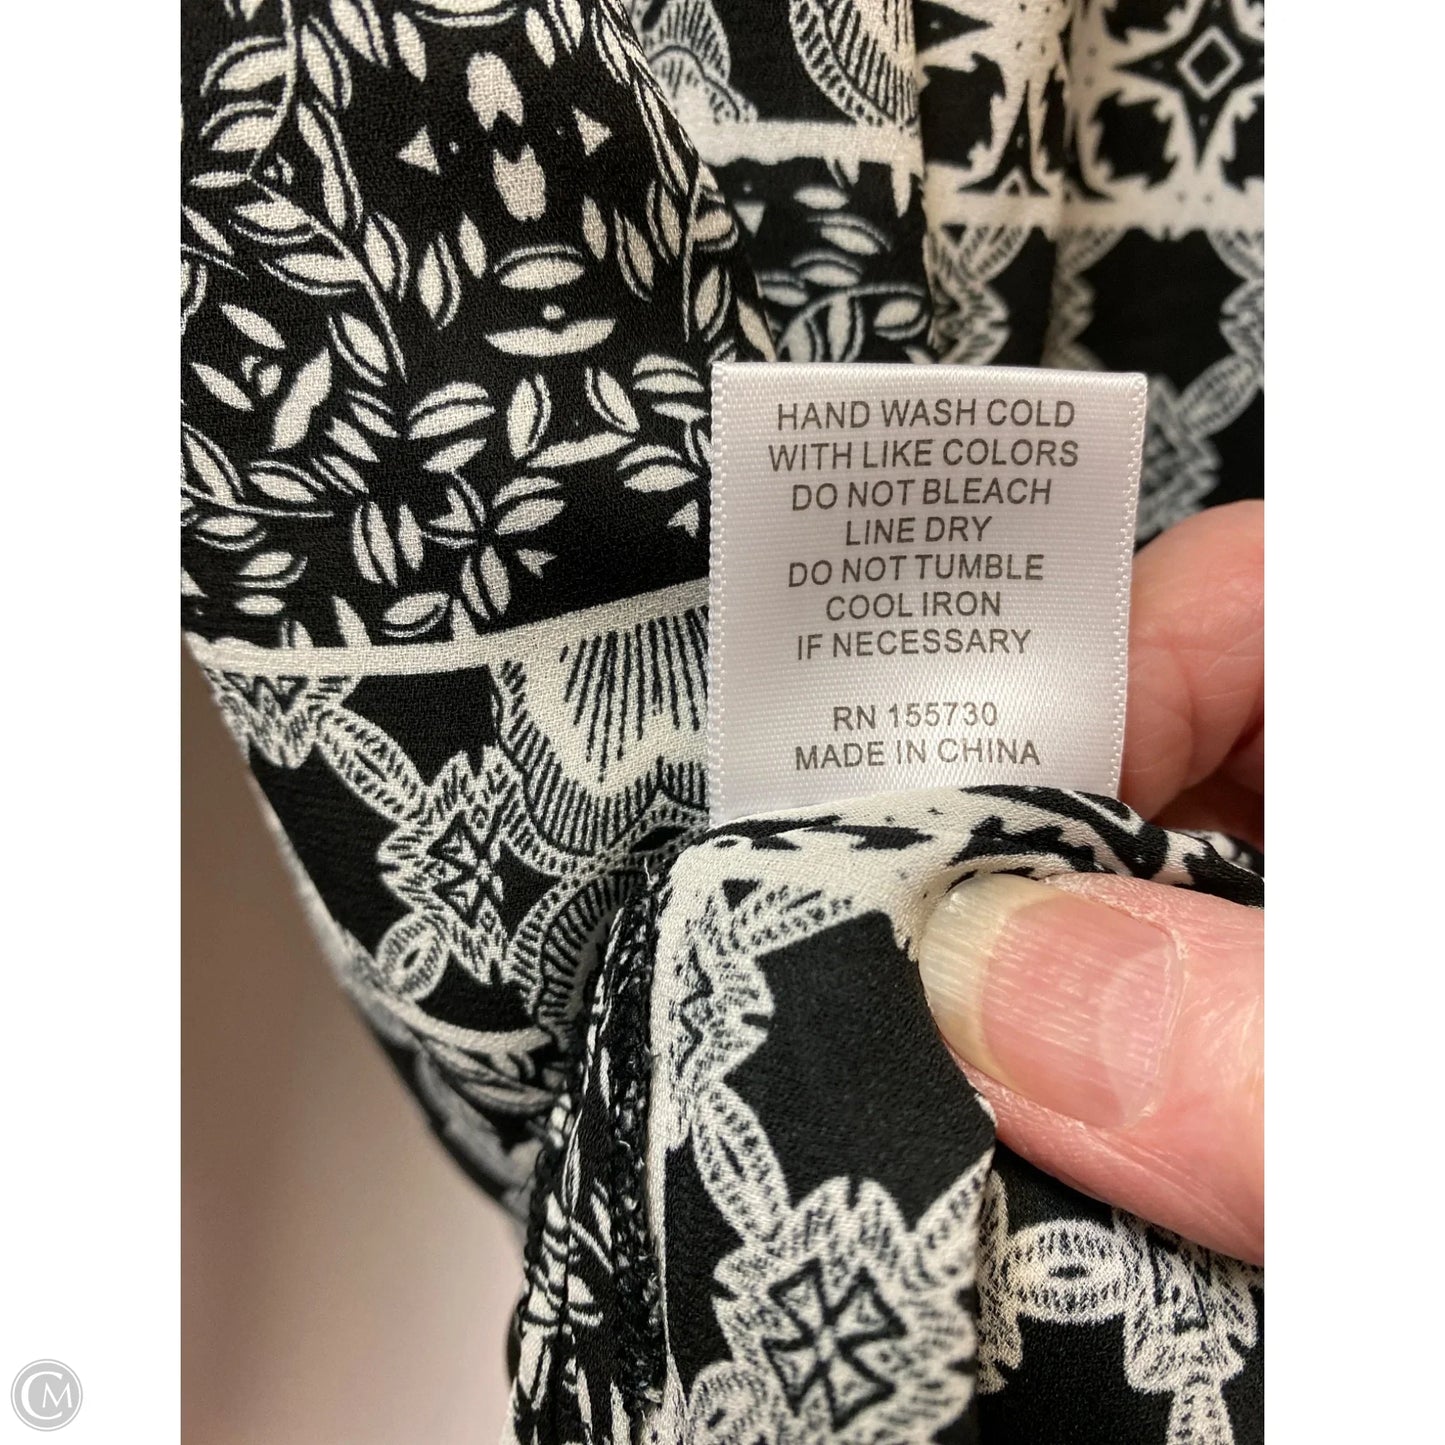 HAND WASH COLD
WITH LIKE COLORS
DO NOT BLEACH
LINE DRY
DO NOT TUMBLE
COOL IRON
IF NECESSARY
RN 155730
MADE IN CHINA
CM